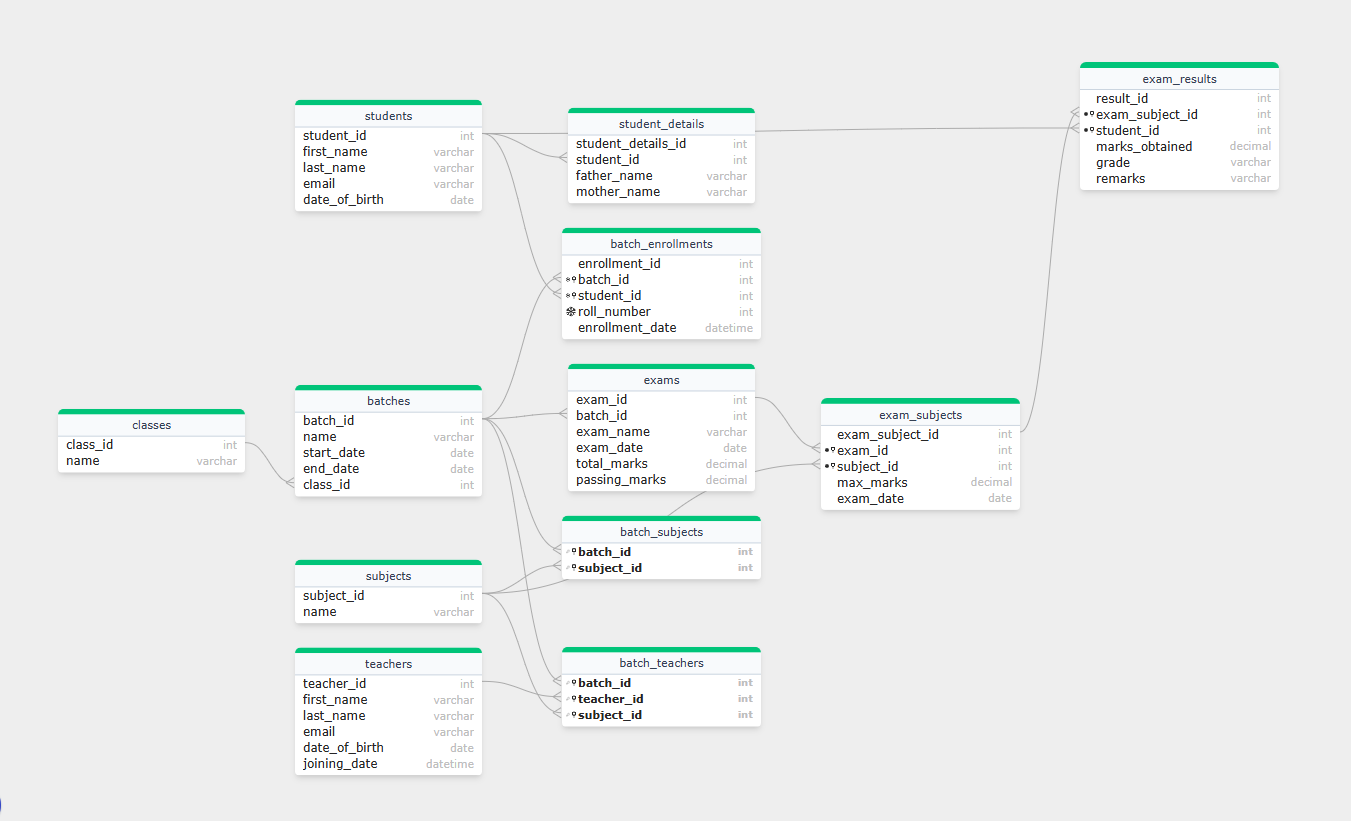 students
student_id int
first_name varchar
last_name varchar
email varchar
date_of_birth date
student_details
student_details_id int
student_id int
father_name varchar
mother_name varchar
exam_results
result_id int
exam_subject_id int
student_id int
marks_obtained decimal
grade varchar
remarks varchar
batch_enrollments
enrollment_id int
batch_id int
student_id int
roll_number int
enrollment_date datetime
classes
class_id int
name varchar
batches
batch_id int
name varchar
start_date date
end_date date
class_id int
exams
exam_id int
batch_id int
exam_name varchar
exam_date date
total_marks decimal
passing_marks decimal
exam_subjects
exam_subject_id int
exam_id int
subject_id int
max_marks decimal
exam_date date
batch_subjects
batch_id int
subject_id int
subjects
subject_id int
name varchar
teachers
teacher_id int
first_name varchar
last_name varchar
email varchar
date_of_birth date
joining_date datetime
batch_teachers
batch_id int
teacher_id int
subject_id int